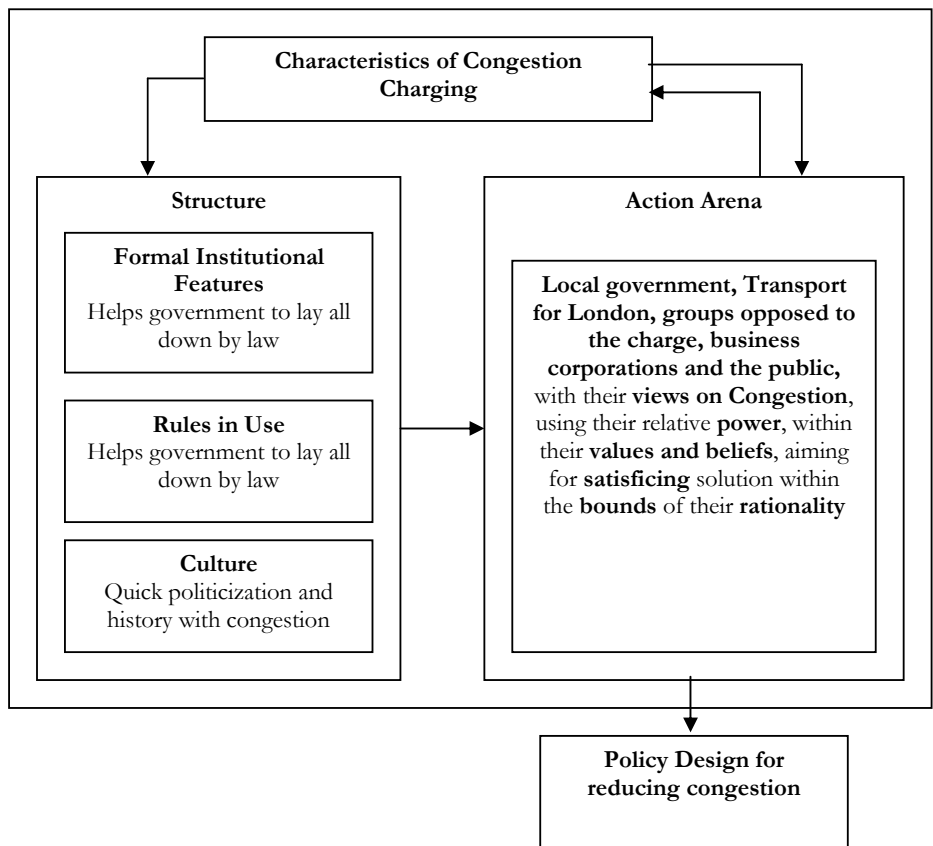 Characteristics of Congestion
Charging
Structure
Formal Institutional
Features
Helps government to lay all
down by law
Rules in Use
Helps government to lay all
down by law
Culture
Quick politicization and
history with congestion
Action Arena
Local government, Transport
for London, groups opposed to
the charge, business
corporations and the public,
with their views on Congestion,
using their relative power, within
their values and beliefs, aiming
for satisficing solution within
the bounds of their rationality
Policy Design for
reducing congestion